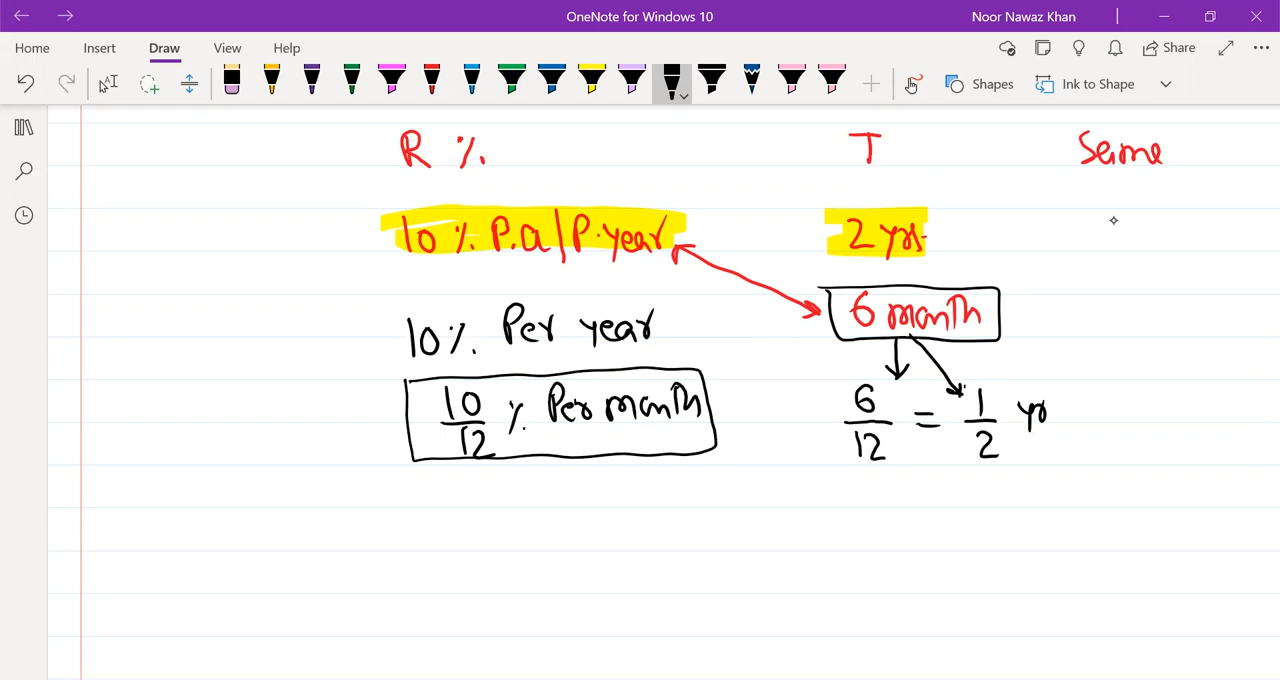 OneNote for Windows 10
Noor Nawaz Khan
Home Insert Draw View Help
Share
Shapes
Ink to Shape
R % T Same
10 % P.a | P.year 2 yrs.
6 month
10 % Per year
10/12 % Per month
6/12 = 1/2 yr